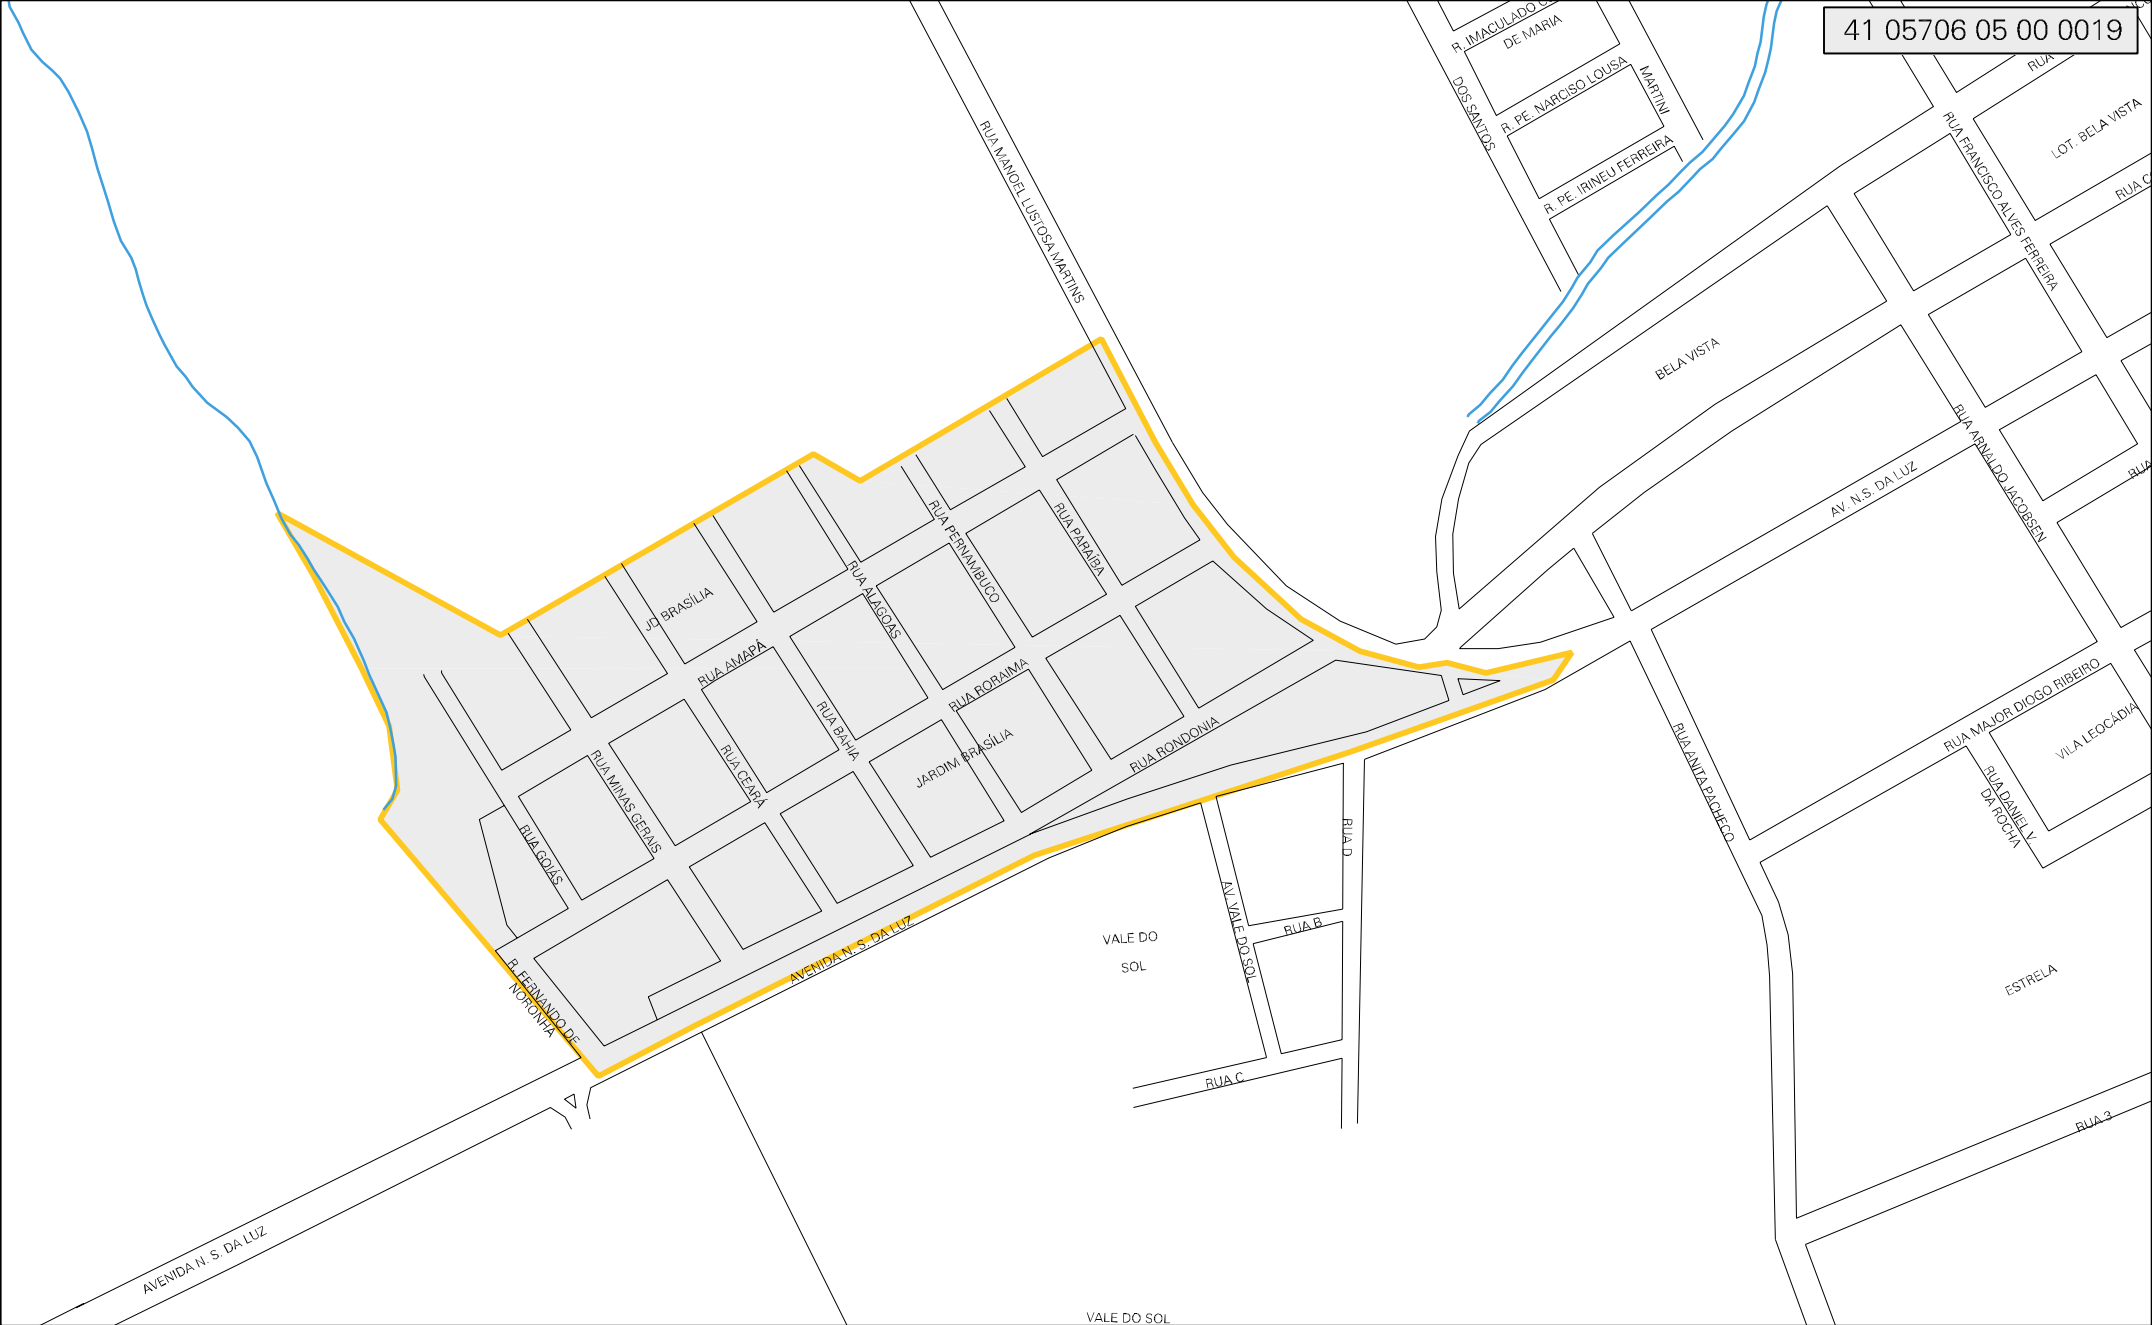 41 05706 05 00 0019
R. IMACULADO
DE MARIA
R. PE. NARCISO LOUSA
MARTINI
DOS SANTOS
R. PE. IRINEU FERREIRA
RUA
LOT. BELA VISTA
RUA FRANCISCO ALVES FERREIRA
RUA
RUA MANOEL LUSTOSA MARTINS
BELA VISTA
RUA ARNALDO JACOBSEN
AV. N.S. DA LUZ
RUA
RUA PERNAMBUCO
RUA PARAÍBA
RUA ALAGOAS
JD BRASÍLIA
RUA AMAPÁ
RUA RORAIMA
RUA BAHIA
RUA CEARÁ
RUA MINAS GERAIS
RUA GOIÁS
JARDIM BRASÍLIA
RUA RONDONIA
AVENIDA N. S. DA LUZ
R. FERNANDO DE
NORONHA
RUA ANITA PACHECO
RUA MAJOR DIOGO RIBEIRO
VILA LEOCÁDIA
RUA DANIEL V.
DA ROCHA
RUA D
AV. VALE DO SOL
RUA B
VALE DO
SOL
ESTRELA
RUA C
RUA 3
AVENIDA N. S. DA LUZ
VALE DO SOL